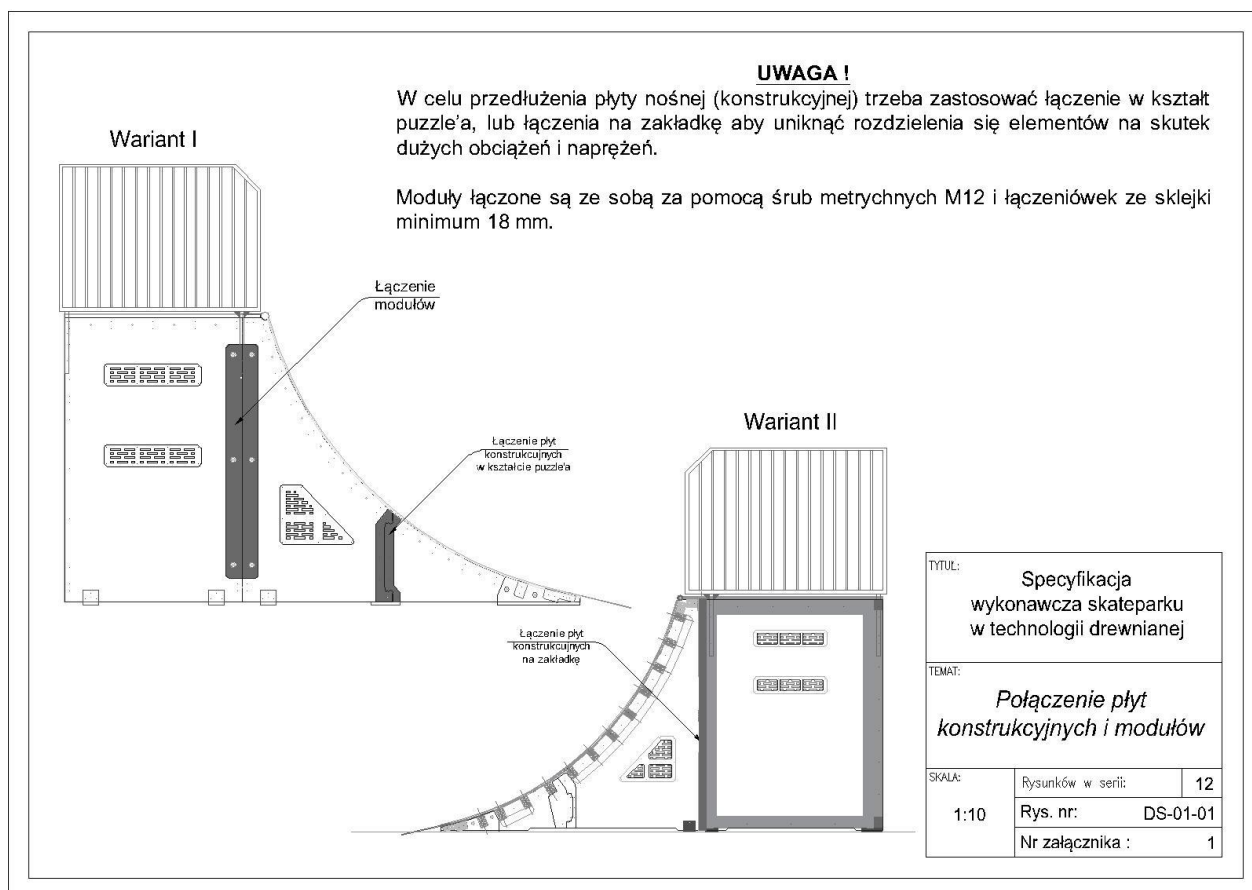 UWAGA !
W celu przedłużenia płyty nośnej (konstrukcyjnej) trzeba zastosować łączenie w kształt
puzzle'a, lub łączenia na zakładkę aby uniknąć rozdzielenia się elementów na skutek
dużych obciążeń i naprężeń.
Moduły łączone są ze sobą za pomocą śrub metrychnych M12 i łączeniówek ze sklejki
minimum 18 mm.
Wariant I
Łączenie
modułów
Łączenie płyt
konstrukcujnych
w kształcie puzzle'a
Wariant II
Łączenie płyt
konstrukcujnych
na zakładkę
TYTUŁ:
Specyfikacja
wykonawcza skateparku
w technologii drewnianej
TEMAT:
Połączenie płyt
konstrukcyjnych i modułów
SKALA:
1:10
Rysunków w serii: 12
Rys. nr: DS-01-01
Nr załącznika : 1